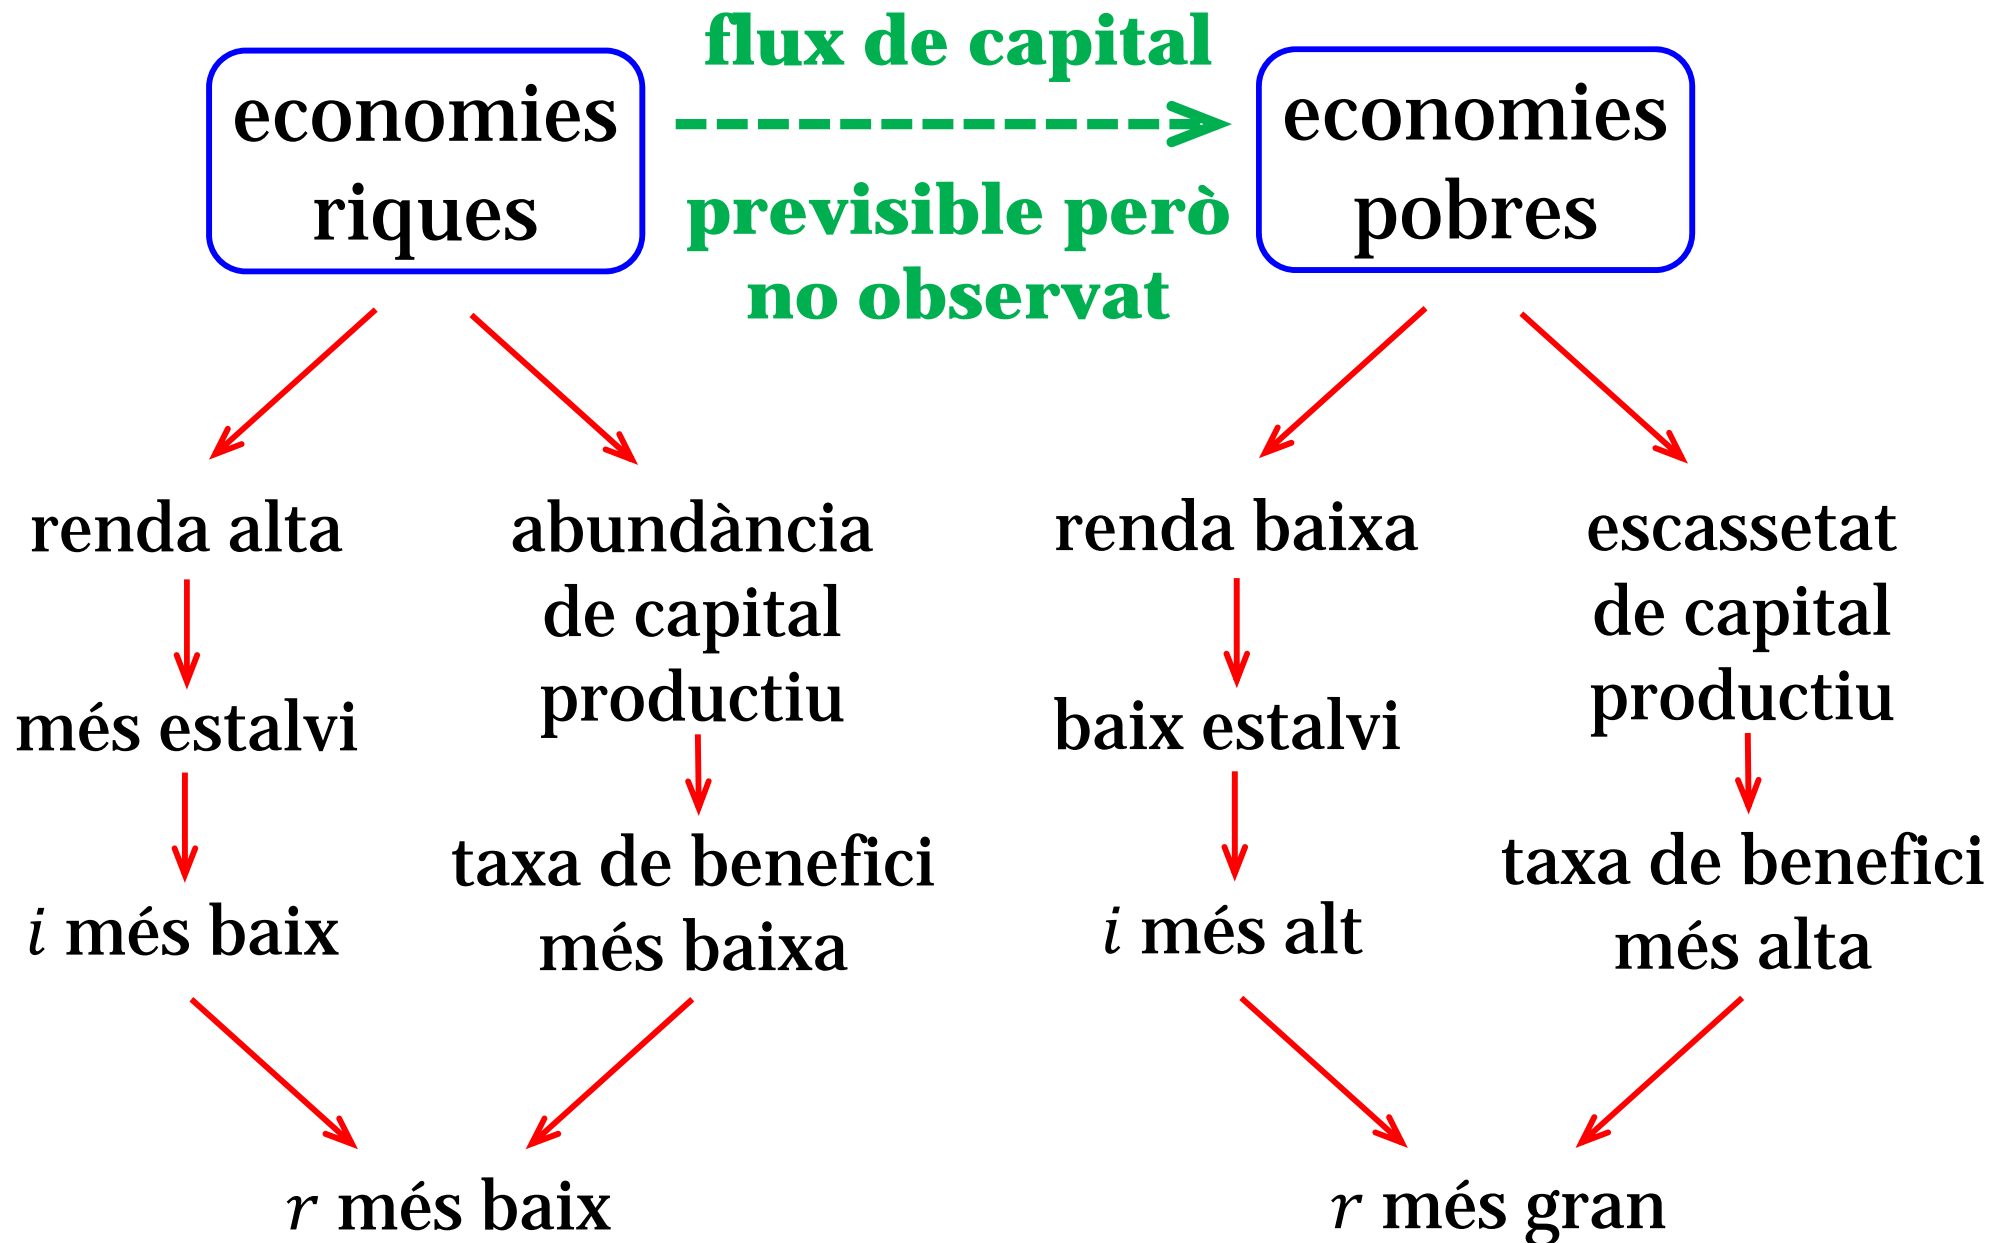 flux de capital
economies
riques
previsible però
no observat
economies
pobres
renda alta
més estalvi
i més baix
abundància
de capital
productiu
taxa de benefici
més baixa
r més baix
renda baixa
baix estalvi
i més alt
escassetat
de capital
productiu
taxa de benefici
més alta
r més gran